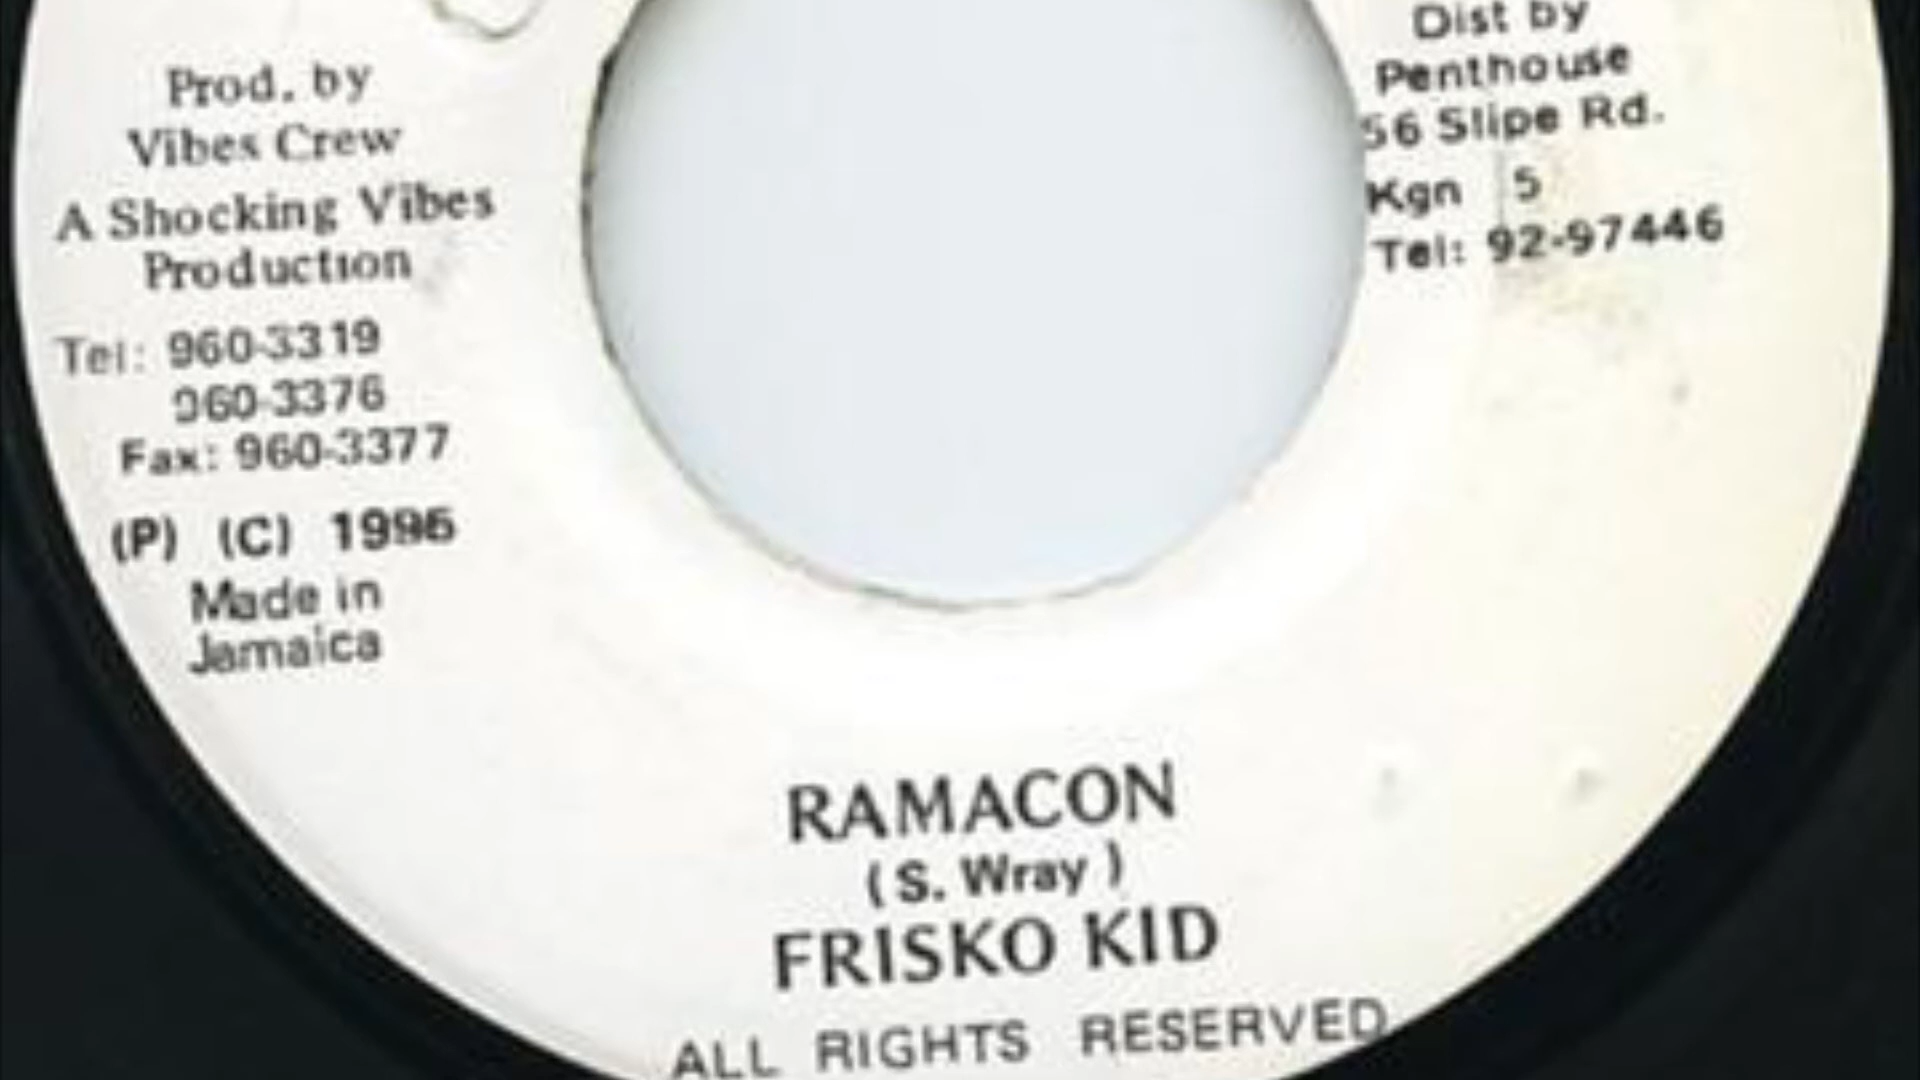 Prod. by
Vibes Crew
A Shocking Vibes
Production
Tel: 960-3319
960-3376
Fax: 960-3377
(P) (C) 1996
Made in
Jamaica
Dist by
Penthouse
56 Slipe Rd.
Kgn 5
Tel: 92-97446
RAMACON
(S. Wray)
FRISKO KID
ALL RIGHTS RESERVED